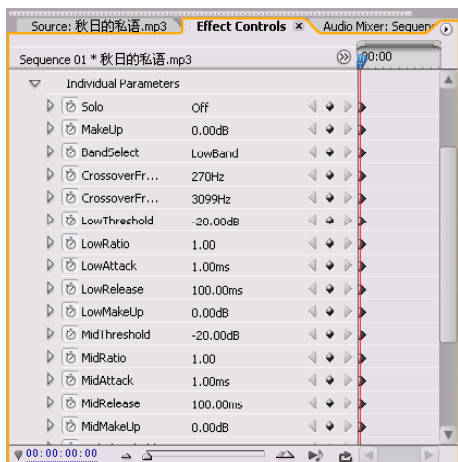 Source: 秋日的私语.mp3 Effect Controls × Audio Mixer: Sequen
Sequence 01 * 秋日的私语.mp3 00:00
Individual Parameters
Solo Off
MakeUp 0.00dB
BandSelect LowBand
CrossoverFr... 270Hz
CrossoverFr... 3099Hz
LowThreshold -20.00dB
LowRatio 1.00
LowAttack 1.00ms
LowRelease 100.00ms
LowMakeUp 0.00dB
MidThreshold -20.00dB
MidRatio 1.00
MidAttack 1.00ms
MidRelease 100.00ms
MidMakeUp 0.00dB
00:00:00:00